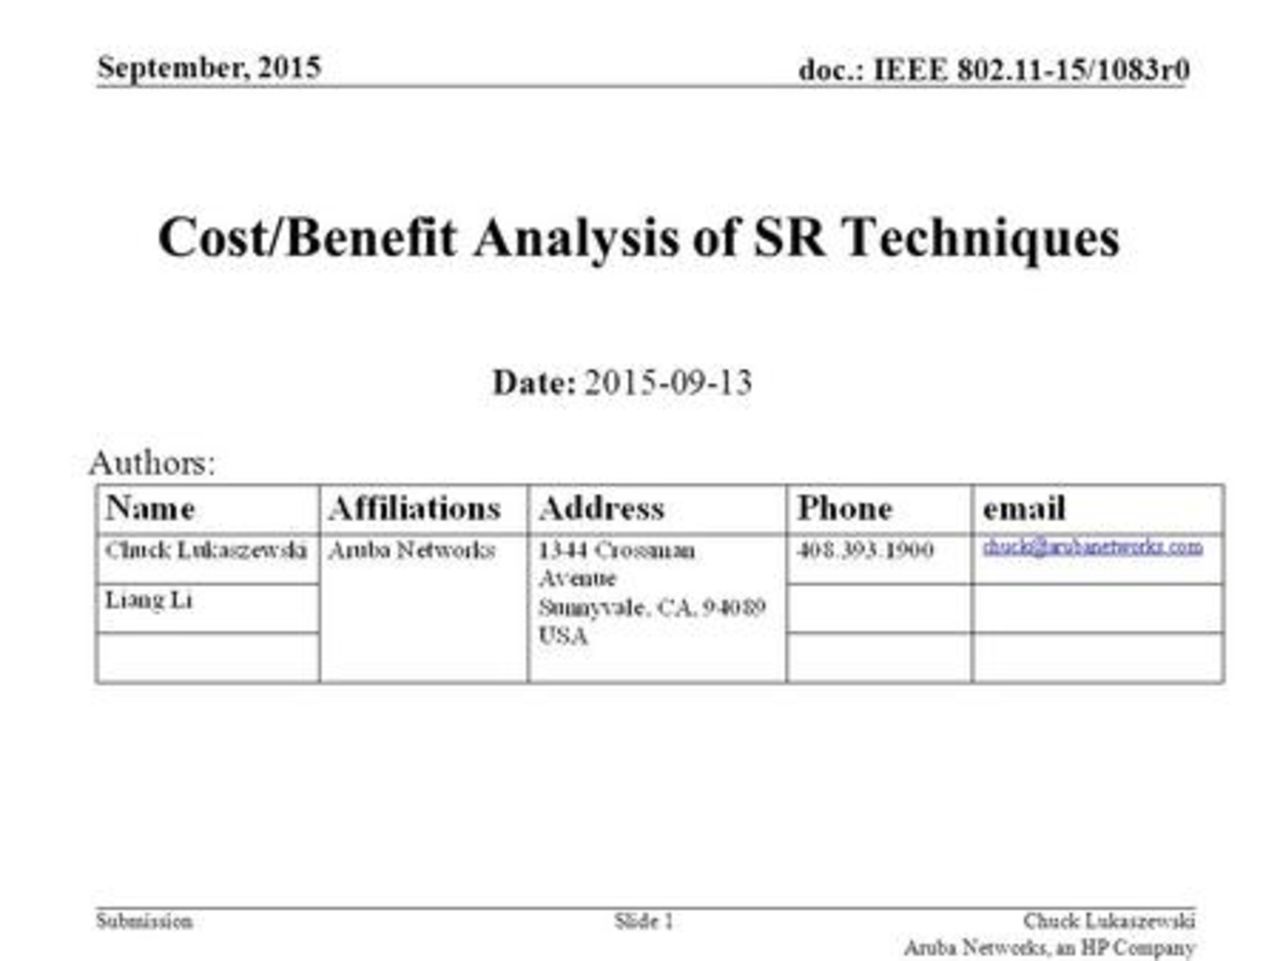 September, 2015
doc.: IEEE 802.11-15/1083r0
Cost/Benefit Analysis of SR Techniques
Date: 2015-09-13
Authors:
Name Affiliations Address Phone email
Chuck Lukaszewski Aruba Networks 1344 Crossman 408.393.1900 chuck@arubanetworks.com
Avenue
Liang Li
Sunnyvale, CA, 94089
USA
Submission Slide 1 Chuck Lukaszewski
Aruba Networks, an HP Company